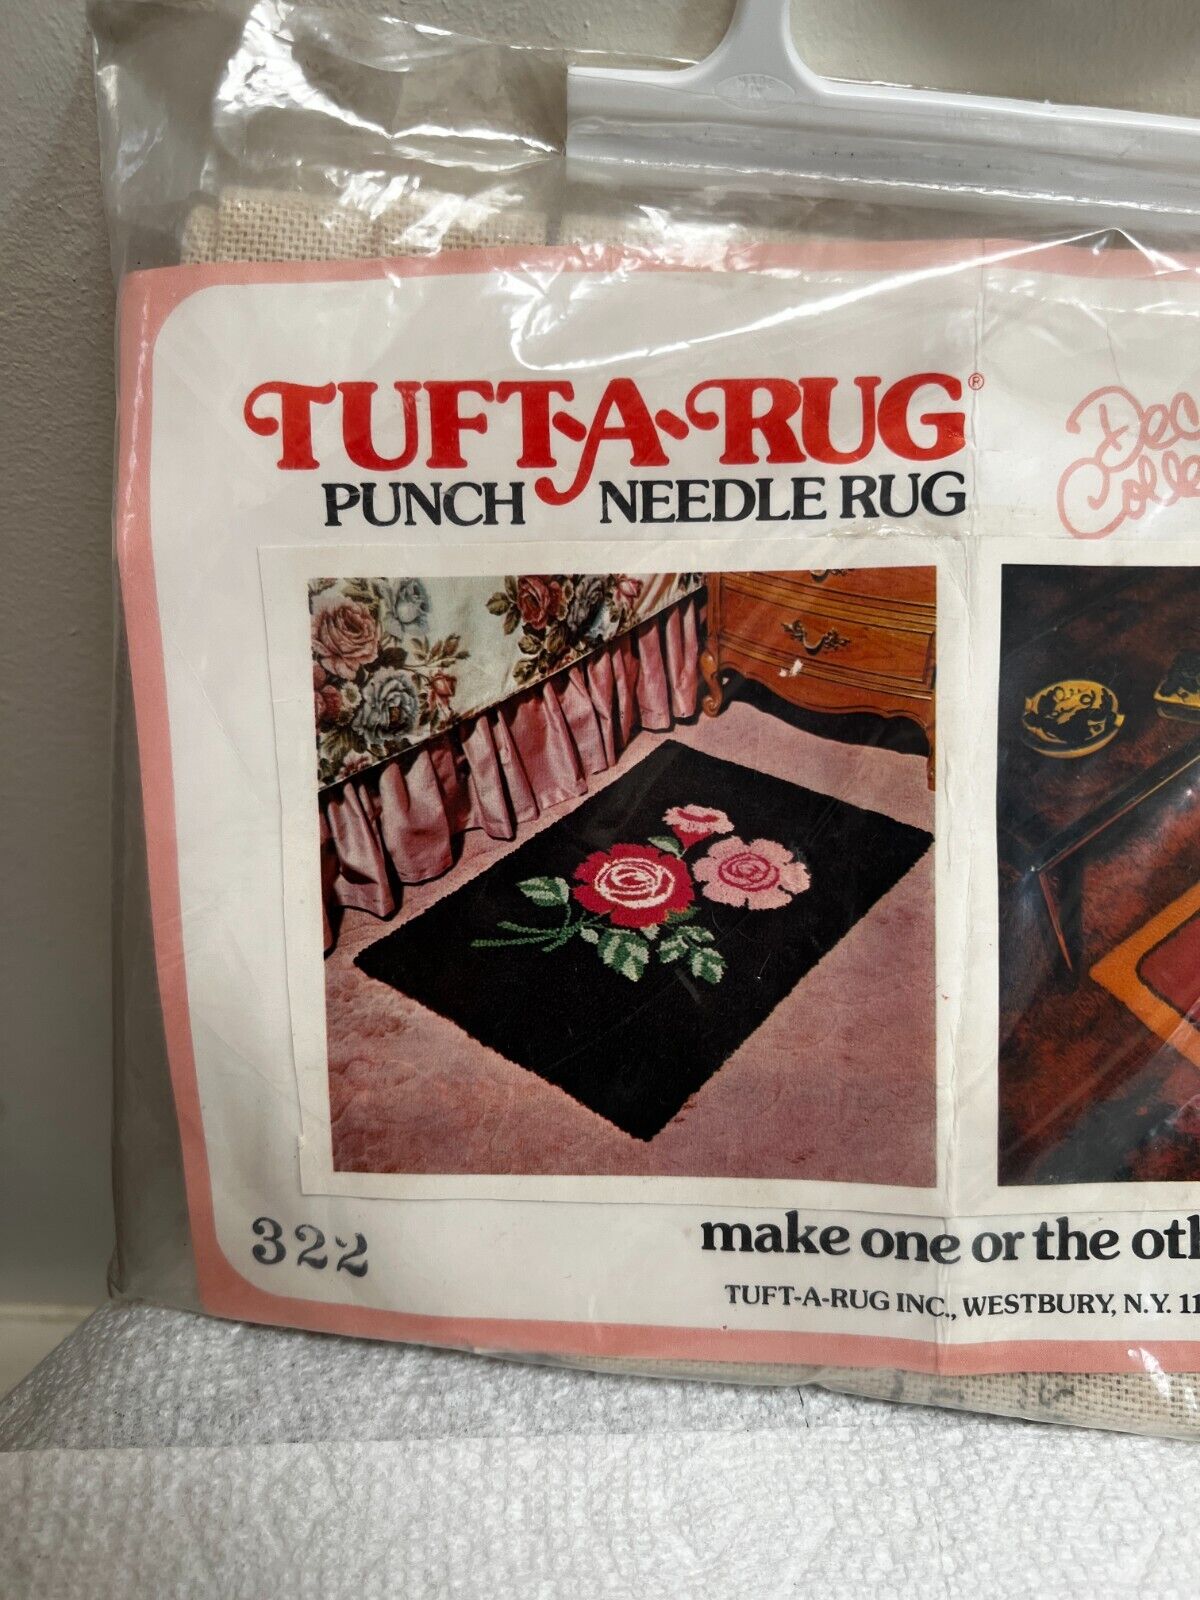 TUFT-A-RUG®
PUNCH NEEDLE RUG
322
make one or the
TUFT-A-RUG INC., WESTBURY, N.Y.